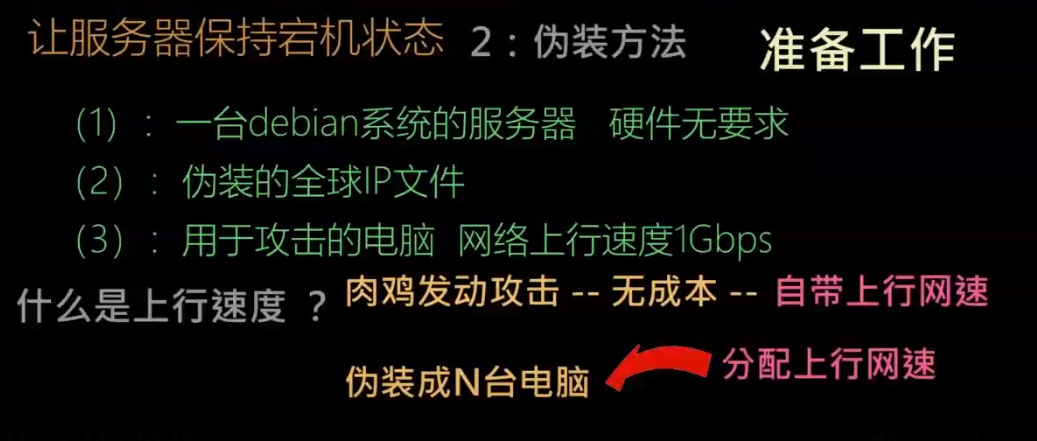 让服务器保持宕机状态 2：伪装方法 准备工作
(1) ：一台debian系统的服务器 硬件无要求
(2) ：伪装的全球IP文件
(3) ：用于攻击的电脑 网络上行速度1Gbps
什么是上行速度 ？ 肉鸡发动攻击 -- 无成本 -- 自带上行网速
伪装成N台电脑 分配上行网速